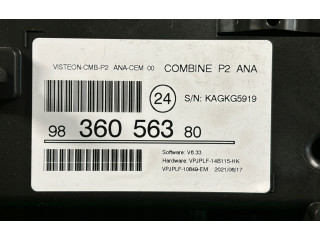 VISTEON-CMB-P2 ANA-CEM 00 COMBINE P2 ANA
24 S/N: KAGKG5919
98 360 563 80
Software: V6.33
Hardware: VPJPLF-14B115-HK
VPJPLF-10849-EM 2021/06/17